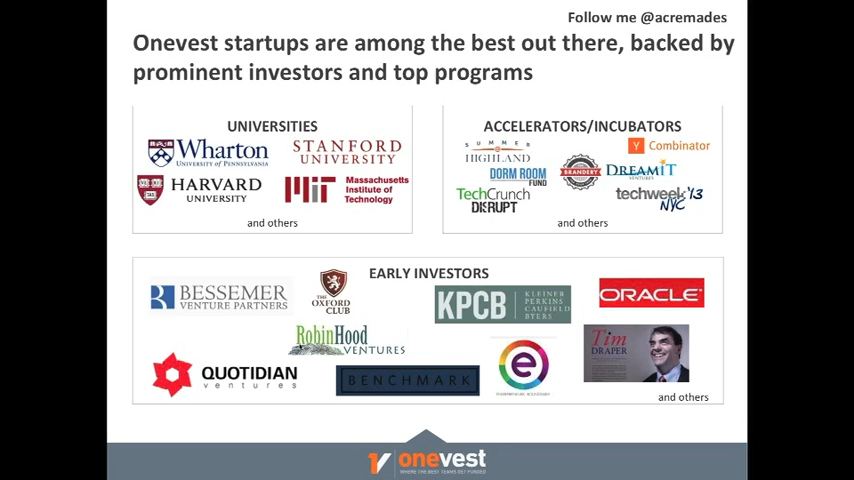 Follow me @acremades
Onevest startups are among the best out there, backed by
prominent investors and top programs
UNIVERSITIES
Wharton
UNIVERSITY OF PENNSYLVANIA
STANFORD
UNIVERSITY
HARVARD
UNIVERSITY
MIT
Massachusetts
Institute of
Technology
and others
ACCELERATORS/INCUBATORS
SUMMER @
HIGHLAND
Y Combinator
DORM ROOM
FUND
BRANDERY
DREAMIT
VENTURES
TechCrunch
DISRUPT
techweek '13
NYC
and others
EARLY INVESTORS
BESSEMER
VENTURE PARTNERS
THE
OXFORD
CLUB
KPCB
KLEINER
PERKINS
CAUFIELD
BYERS
ORACLE
ROBINHOOD
VENTURES
Tim
DRAPER
QUOTIDIAN
ventures
BENCHMARK
e
and others
onevest
WHERE THE BEST TEAMS GET FUNDED